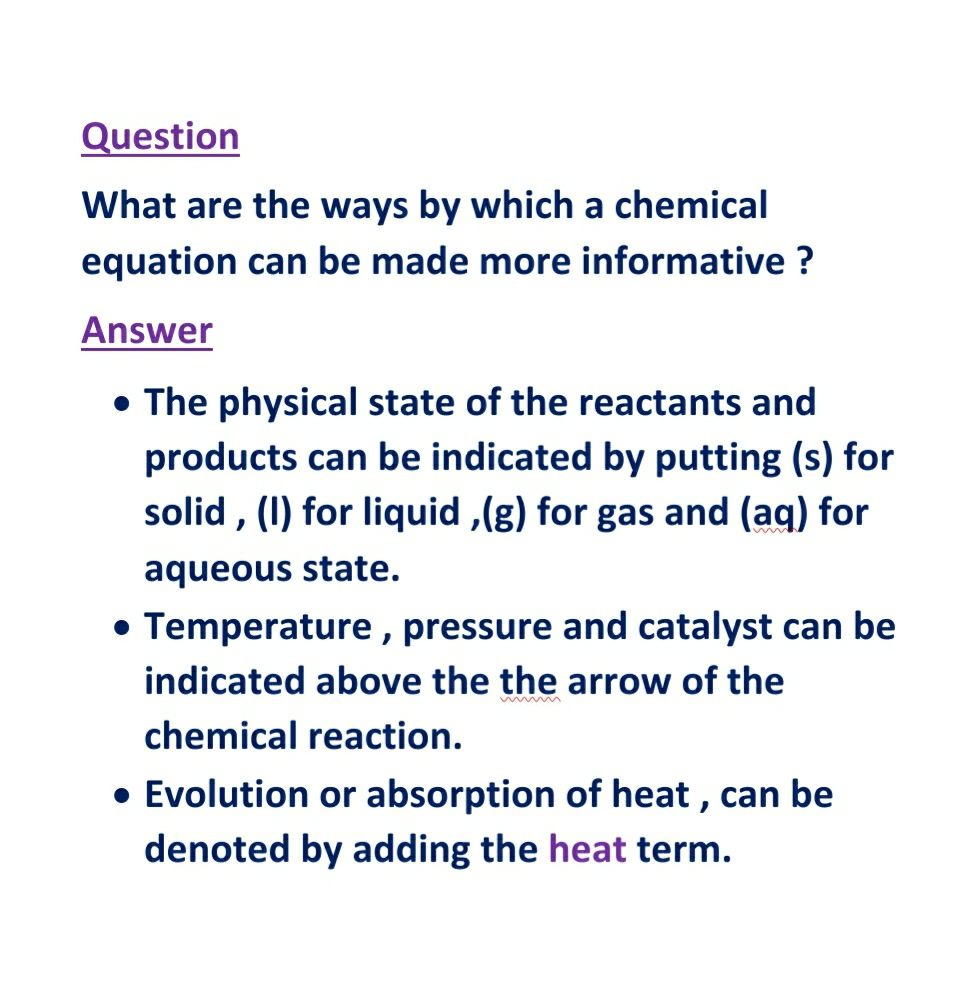 Question
What are the ways by which a chemical
equation can be made more informative ?
Answer
• The physical state of the reactants and
products can be indicated by putting (s) for
solid , (l) for liquid ,(g) for gas and (aq) for
aqueous state.
• Temperature , pressure and catalyst can be
indicated above the the arrow of the
chemical reaction.
• Evolution or absorption of heat , can be
denoted by adding the heat term.